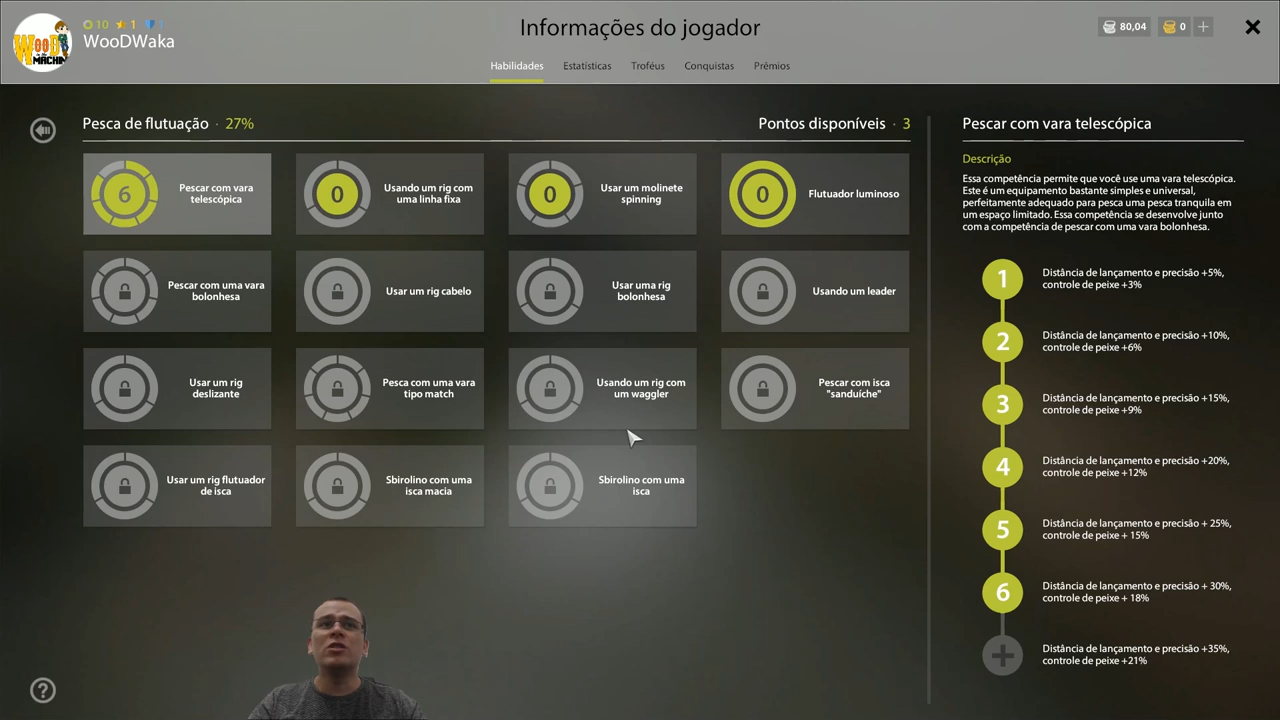 10 1 1
WooDWaka
WooD
MACHIN
Informações do jogador
80,04
0
Habilidades
Estatísticas
Troféus
Conquistas
Prêmios
Pesca de flutuação · 27%
Pontos disponíveis · 3
6
Pescar com vara
telescópica
0
Usando um rig com
uma linha fixa
0
Usar um molinete
spinning
0
Flutuador luminoso
Pescar com uma vara
bolonhesa
Usar um rig cabelo
Usar uma rig
bolonhesa
Usando um leader
Usar um rig
deslizante
Pesca com uma vara
tipo match
Usando um rig com
um waggler
Pescar com isca
"sanduíche"
Usar um rig flutuador
de isca
Sbirolino com uma
isca macia
Sbirolino com uma
isca
Pescar com vara telescópica
Descrição
Essa competência permite que você use uma vara telescópica.
Este é um equipamento bastante simples e universal,
perfeitamente adequado para pesca uma pesca tranquila em
um espaço limitado. Essa competência se desenvolve junto
com a competência de pescar com uma vara bolonhesa.
1
Distância de lançamento e precisão +5%,
controle de peixe +3%
2
Distância de lançamento e precisão +10%,
controle de peixe +6%
3
Distância de lançamento e precisão +15%,
controle de peixe +9%
4
Distância de lançamento e precisão +20%,
controle de peixe +12%
5
Distância de lançamento e precisão + 25%,
controle de peixe + 15%
6
Distância de lançamento e precisão + 30%,
controle de peixe + 18%
Distância de lançamento e precisão +35%,
controle de peixe +21%
?